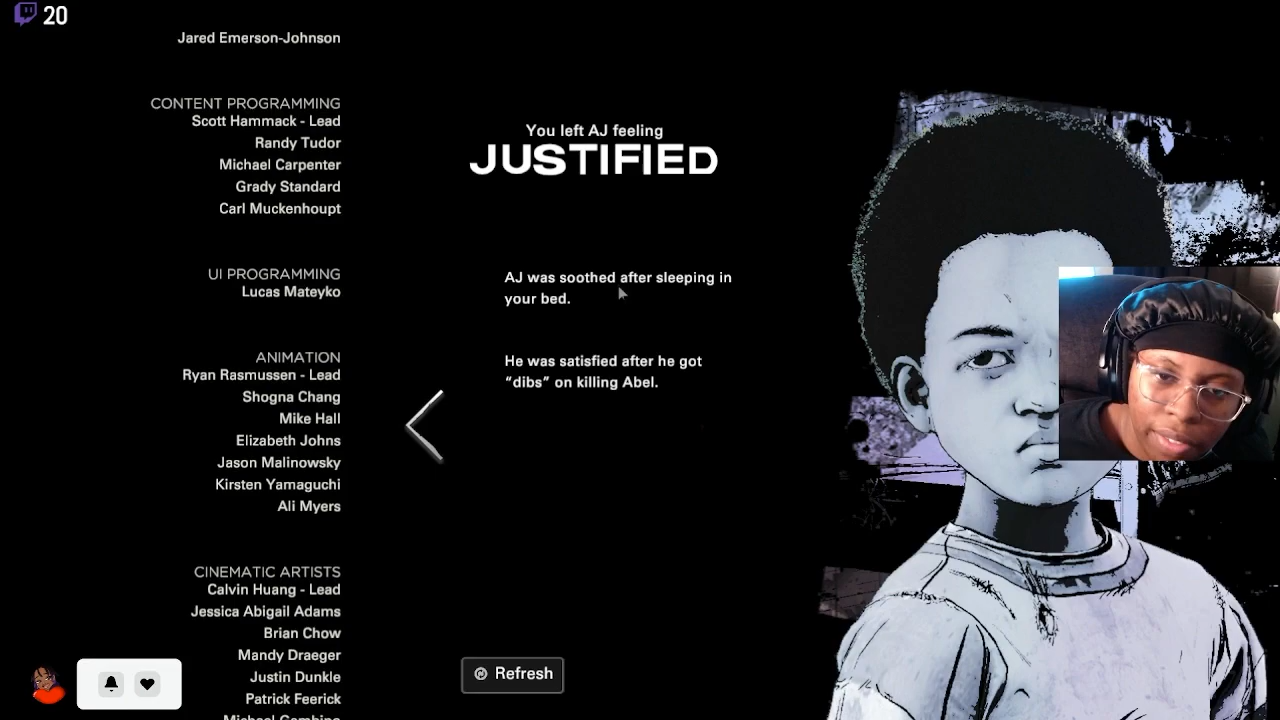 20
Jared Emerson-Johnson
CONTENT PROGRAMMING
Scott Hammack - Lead
Randy Tudor
Michael Carpenter
Grady Standard
Carl Muckenhoupt
UI PROGRAMMING
Lucas Mateyko
ANIMATION
Ryan Rasmussen - Lead
Shogna Chang
Mike Hall
Elizabeth Johns
Jason Malinowsky
Kirsten Yamaguchi
Ali Myers
CINEMATIC ARTISTS
Calvin Huang - Lead
Jessica Abigail Adams
Brian Chow
Mandy Draeger
Justin Dunkle
Patrick Feerick
You left AJ feeling
JUSTIFIED
AJ was soothed after sleeping in
your bed.
He was satisfied after he got
“dibs” on killing Abel.
Refresh